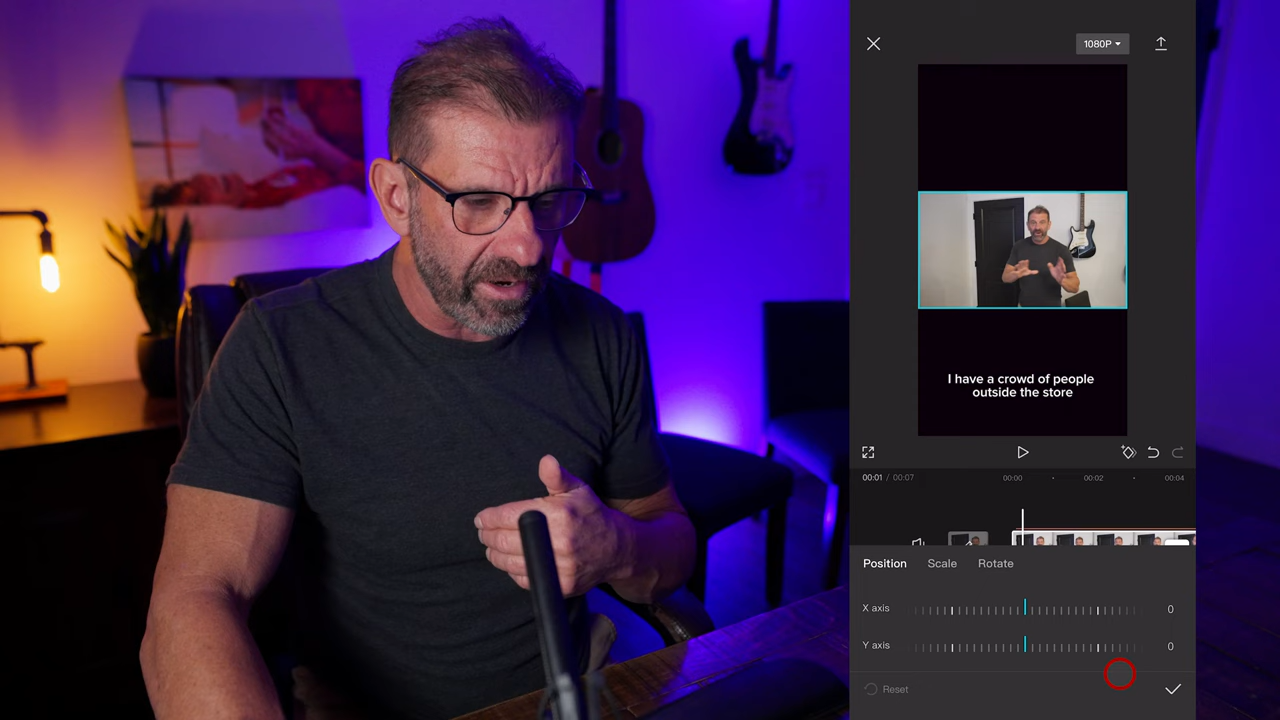 1080P
I have a crowd of people
outside the store
00:01 / 00:07
00:00
00:02
00:04
Position
Scale
Rotate
X axis
0
Y axis
0
Reset